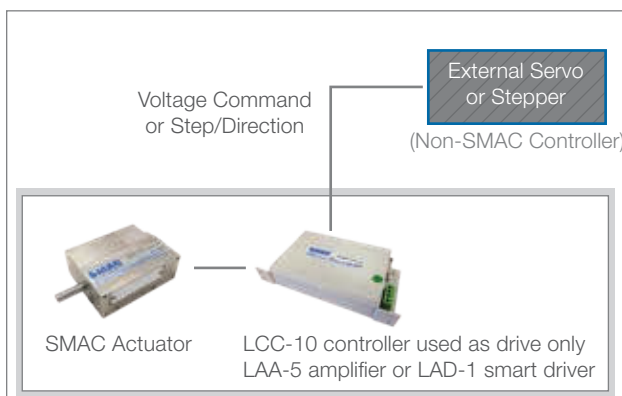 External Servo
or Stepper
(Non-SMAC Controller)
Voltage Command
or Step/Direction
SMAC
SMAC Actuator
LCC-10 controller used as drive only
LAA-5 amplifier or LAD-1 smart driver